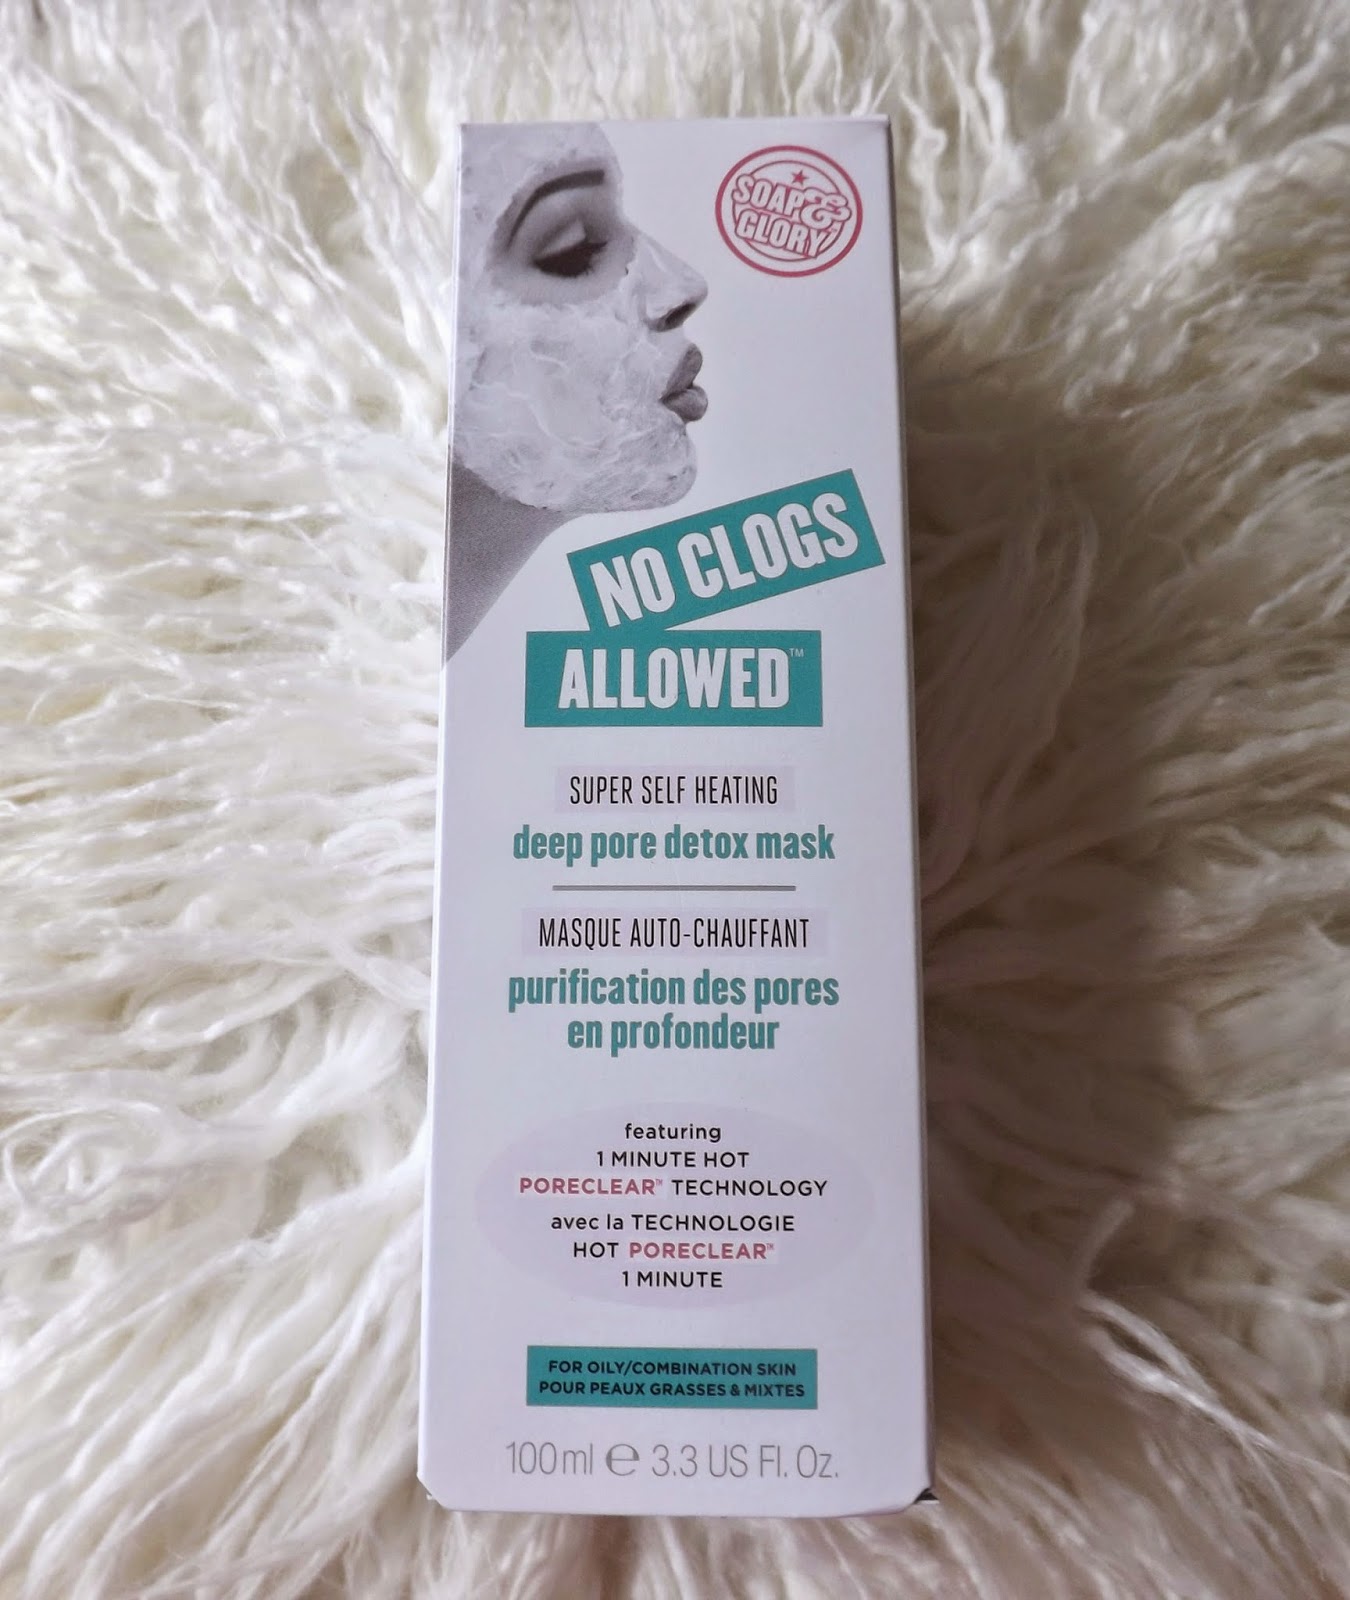 SOAP &
GLORY
NO CLOGS
ALLOWED™
SUPER SELF HEATING
deep pore detox mask
MASQUE AUTO-CHAUFFANT
purification des pores
en profondeur
featuring
1 MINUTE HOT
PORECLEAR™ TECHNOLOGY
avec la TECHNOLOGIE
HOT PORECLEAR™
1 MINUTE
FOR OILY/COMBINATION SKIN
POUR PEAUX GRASSES & MIXTES
100ml ℮ 3.3 US Fl. Oz.